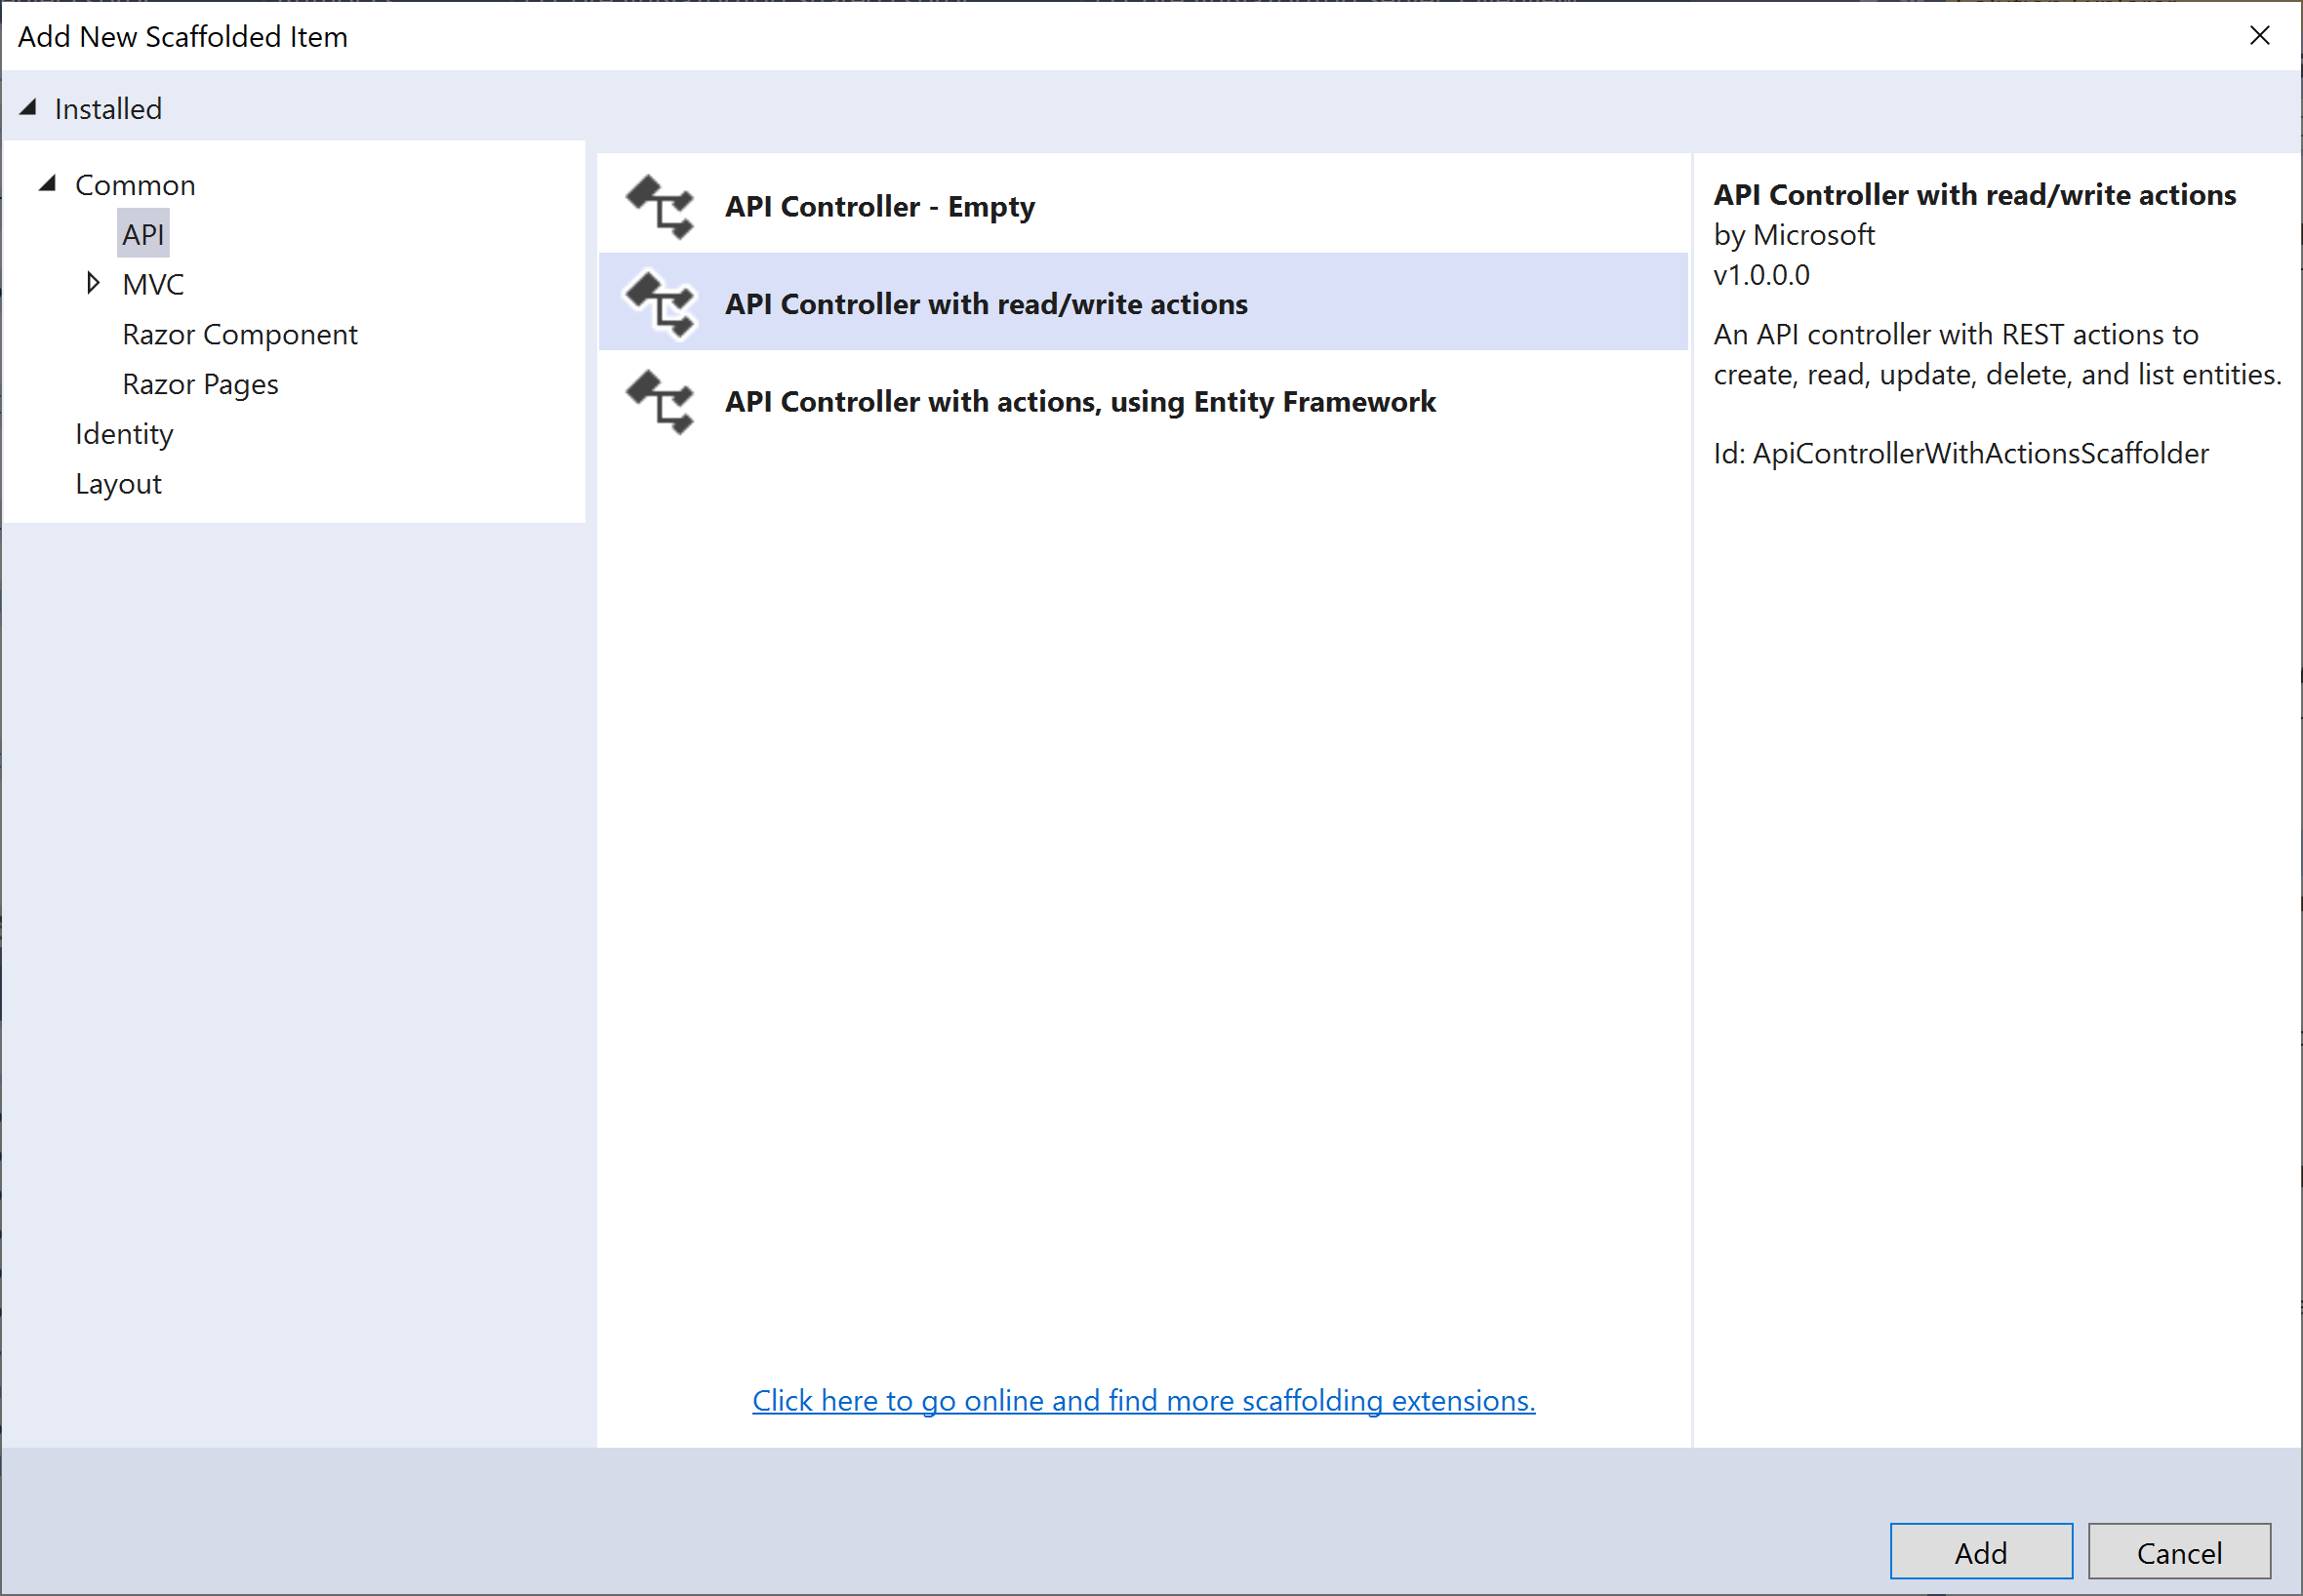 Add New Scaffolded Item
Installed
Common
API
MVC
Razor Component
Razor Pages
Identity
Layout
API Controller - Empty
API Controller with read/write actions
API Controller with actions, using Entity Framework
Click here to go online and find more scaffolding extensions.
API Controller with read/write actions
by Microsoft
v1.0.0.0
An API controller with REST actions to
create, read, update, delete, and list entities.
Id: ApiControllerWithActionsScaffolder
Add
Cancel